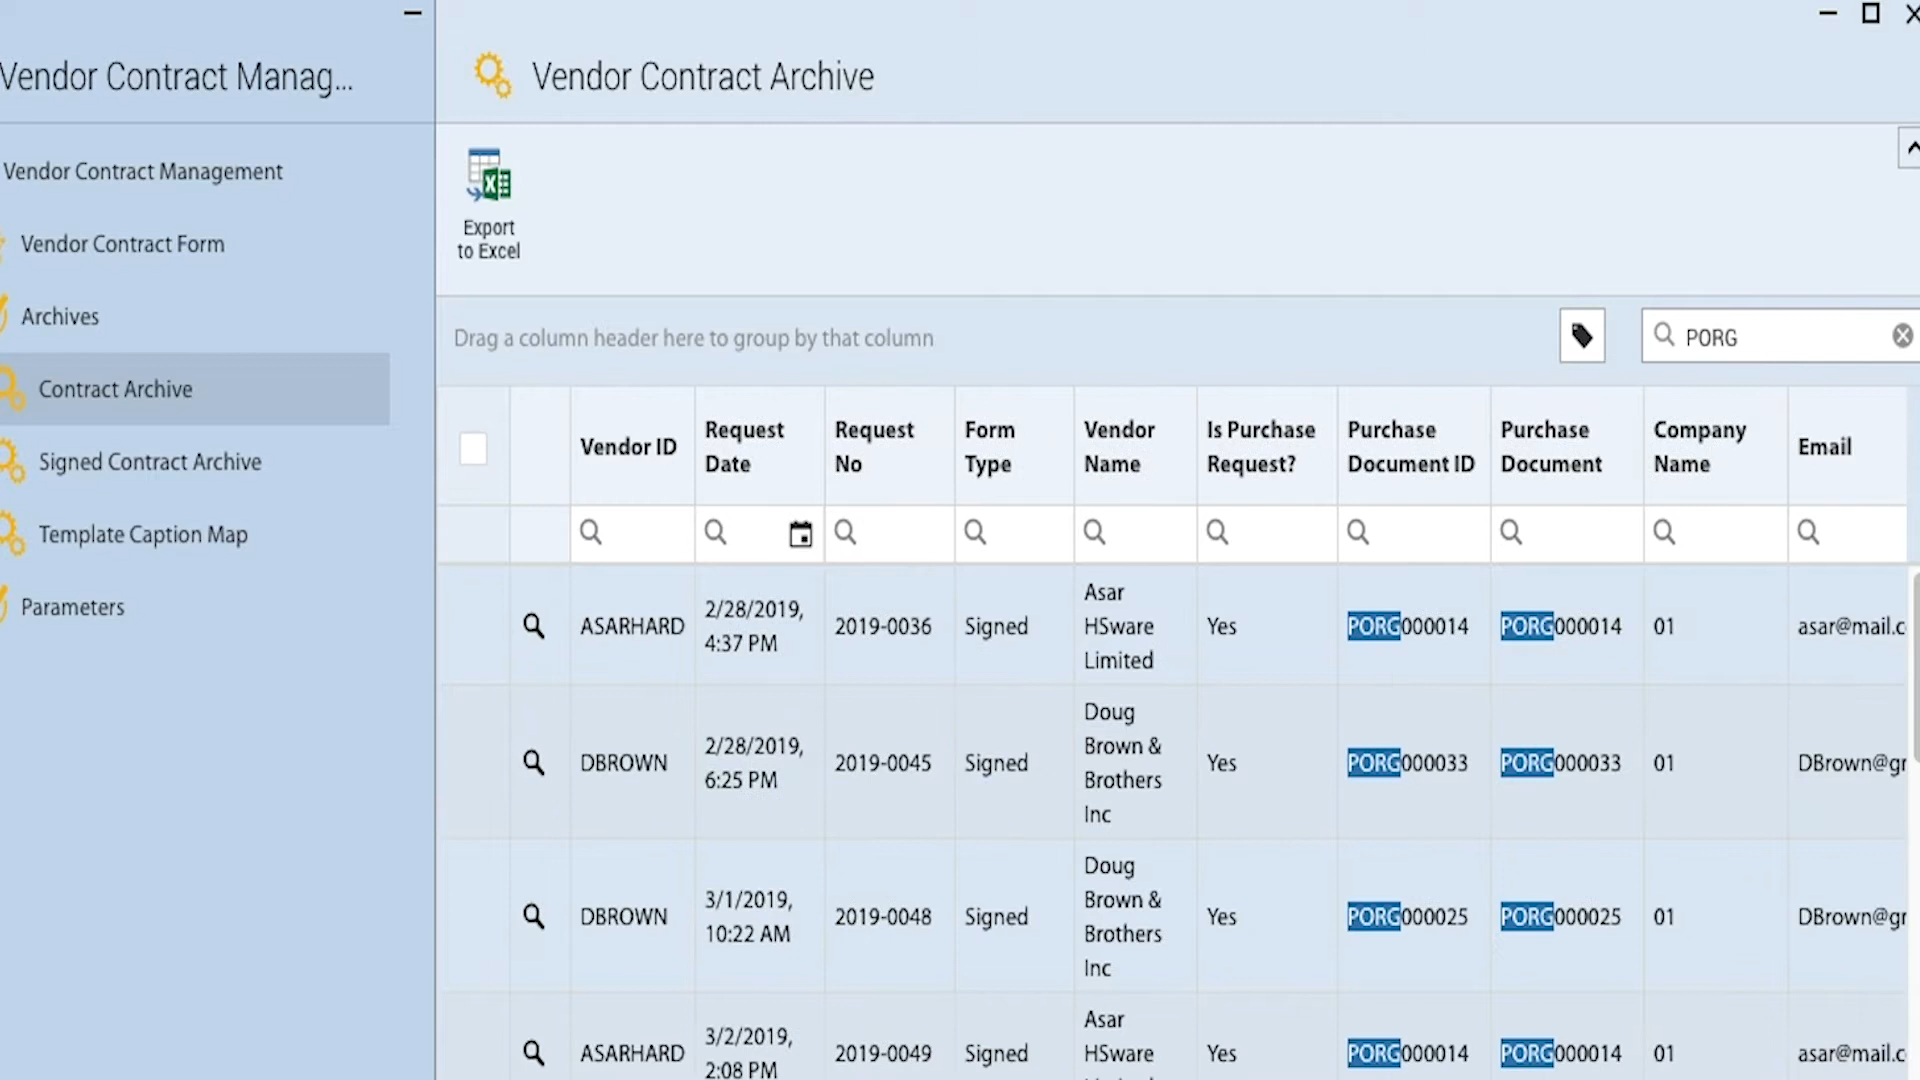 Vendor Contract Manag...
Vendor Contract Management
Vendor Contract Form
Archives
Contract Archive
Signed Contract Archive
Template Caption Map
Parameters
Vendor Contract Archive
Export
to Excel
Drag a column header here to group by that column
PORG
Vendor ID
Request
Date
Request
No
Form
Type
Vendor
Name
Is Purchase
Request?
Purchase
Document ID
Purchase
Document
Company
Name
Email
ASARHARD
2/28/2019,
4:37 PM
2019-0036
Signed
Asar
HSware
Limited
Yes
PORG000014
PORG000014
01
asar@mail.c
DBROWN
2/28/2019,
6:25 PM
2019-0045
Signed
Doug
Brown &
Brothers
Inc
Yes
PORG000033
PORG000033
01
DBrown@gr
DBROWN
3/1/2019,
10:22 AM
2019-0048
Signed
Doug
Brown &
Brothers
Inc
Yes
PORG000025
PORG000025
01
DBrown@gr
ASARHARD
3/2/2019,
2:08 PM
2019-0049
Signed
Asar
HSware
Yes
PORG000014
PORG000014
01
asar@mail.c